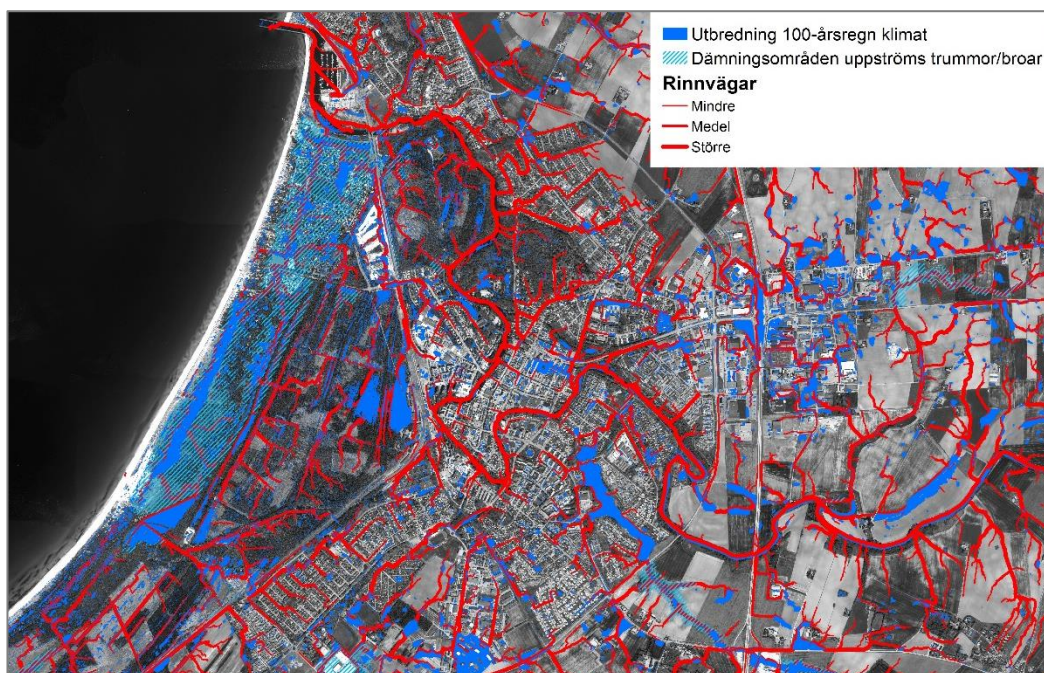 Utbredning 100-årsregn klimat
Dämningsområden uppströms trummor/broar
Rinnvägar
Mindre
Medel
Större